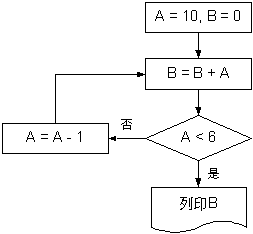 A = 10, B = 0
B = B + A
否
A = A - 1
A < 6
是
列印B